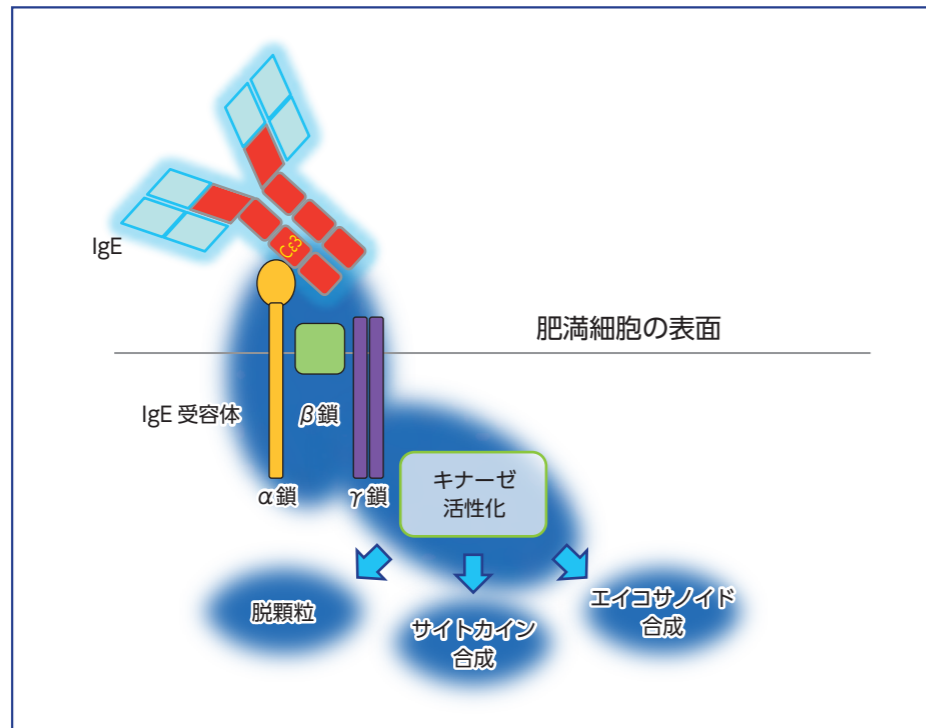 Cε3
IgE
肥満細胞の表面
IgE 受容体
β鎖
α鎖
γ鎖
キナーゼ
活性化
脱顆粒
サイトカイン
合成
エイコサノイド
合成